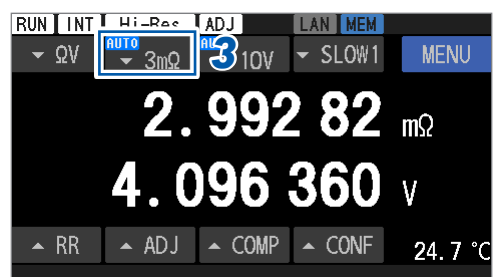 RUN INT Hi-Res ADJ LAN MEM
ΩV AUTO 3mΩ 3 AU 10V SLOW1 MENU
2.992 82 mΩ
4.096 360 V
RR ADJ COMP CONF 24.7 °C